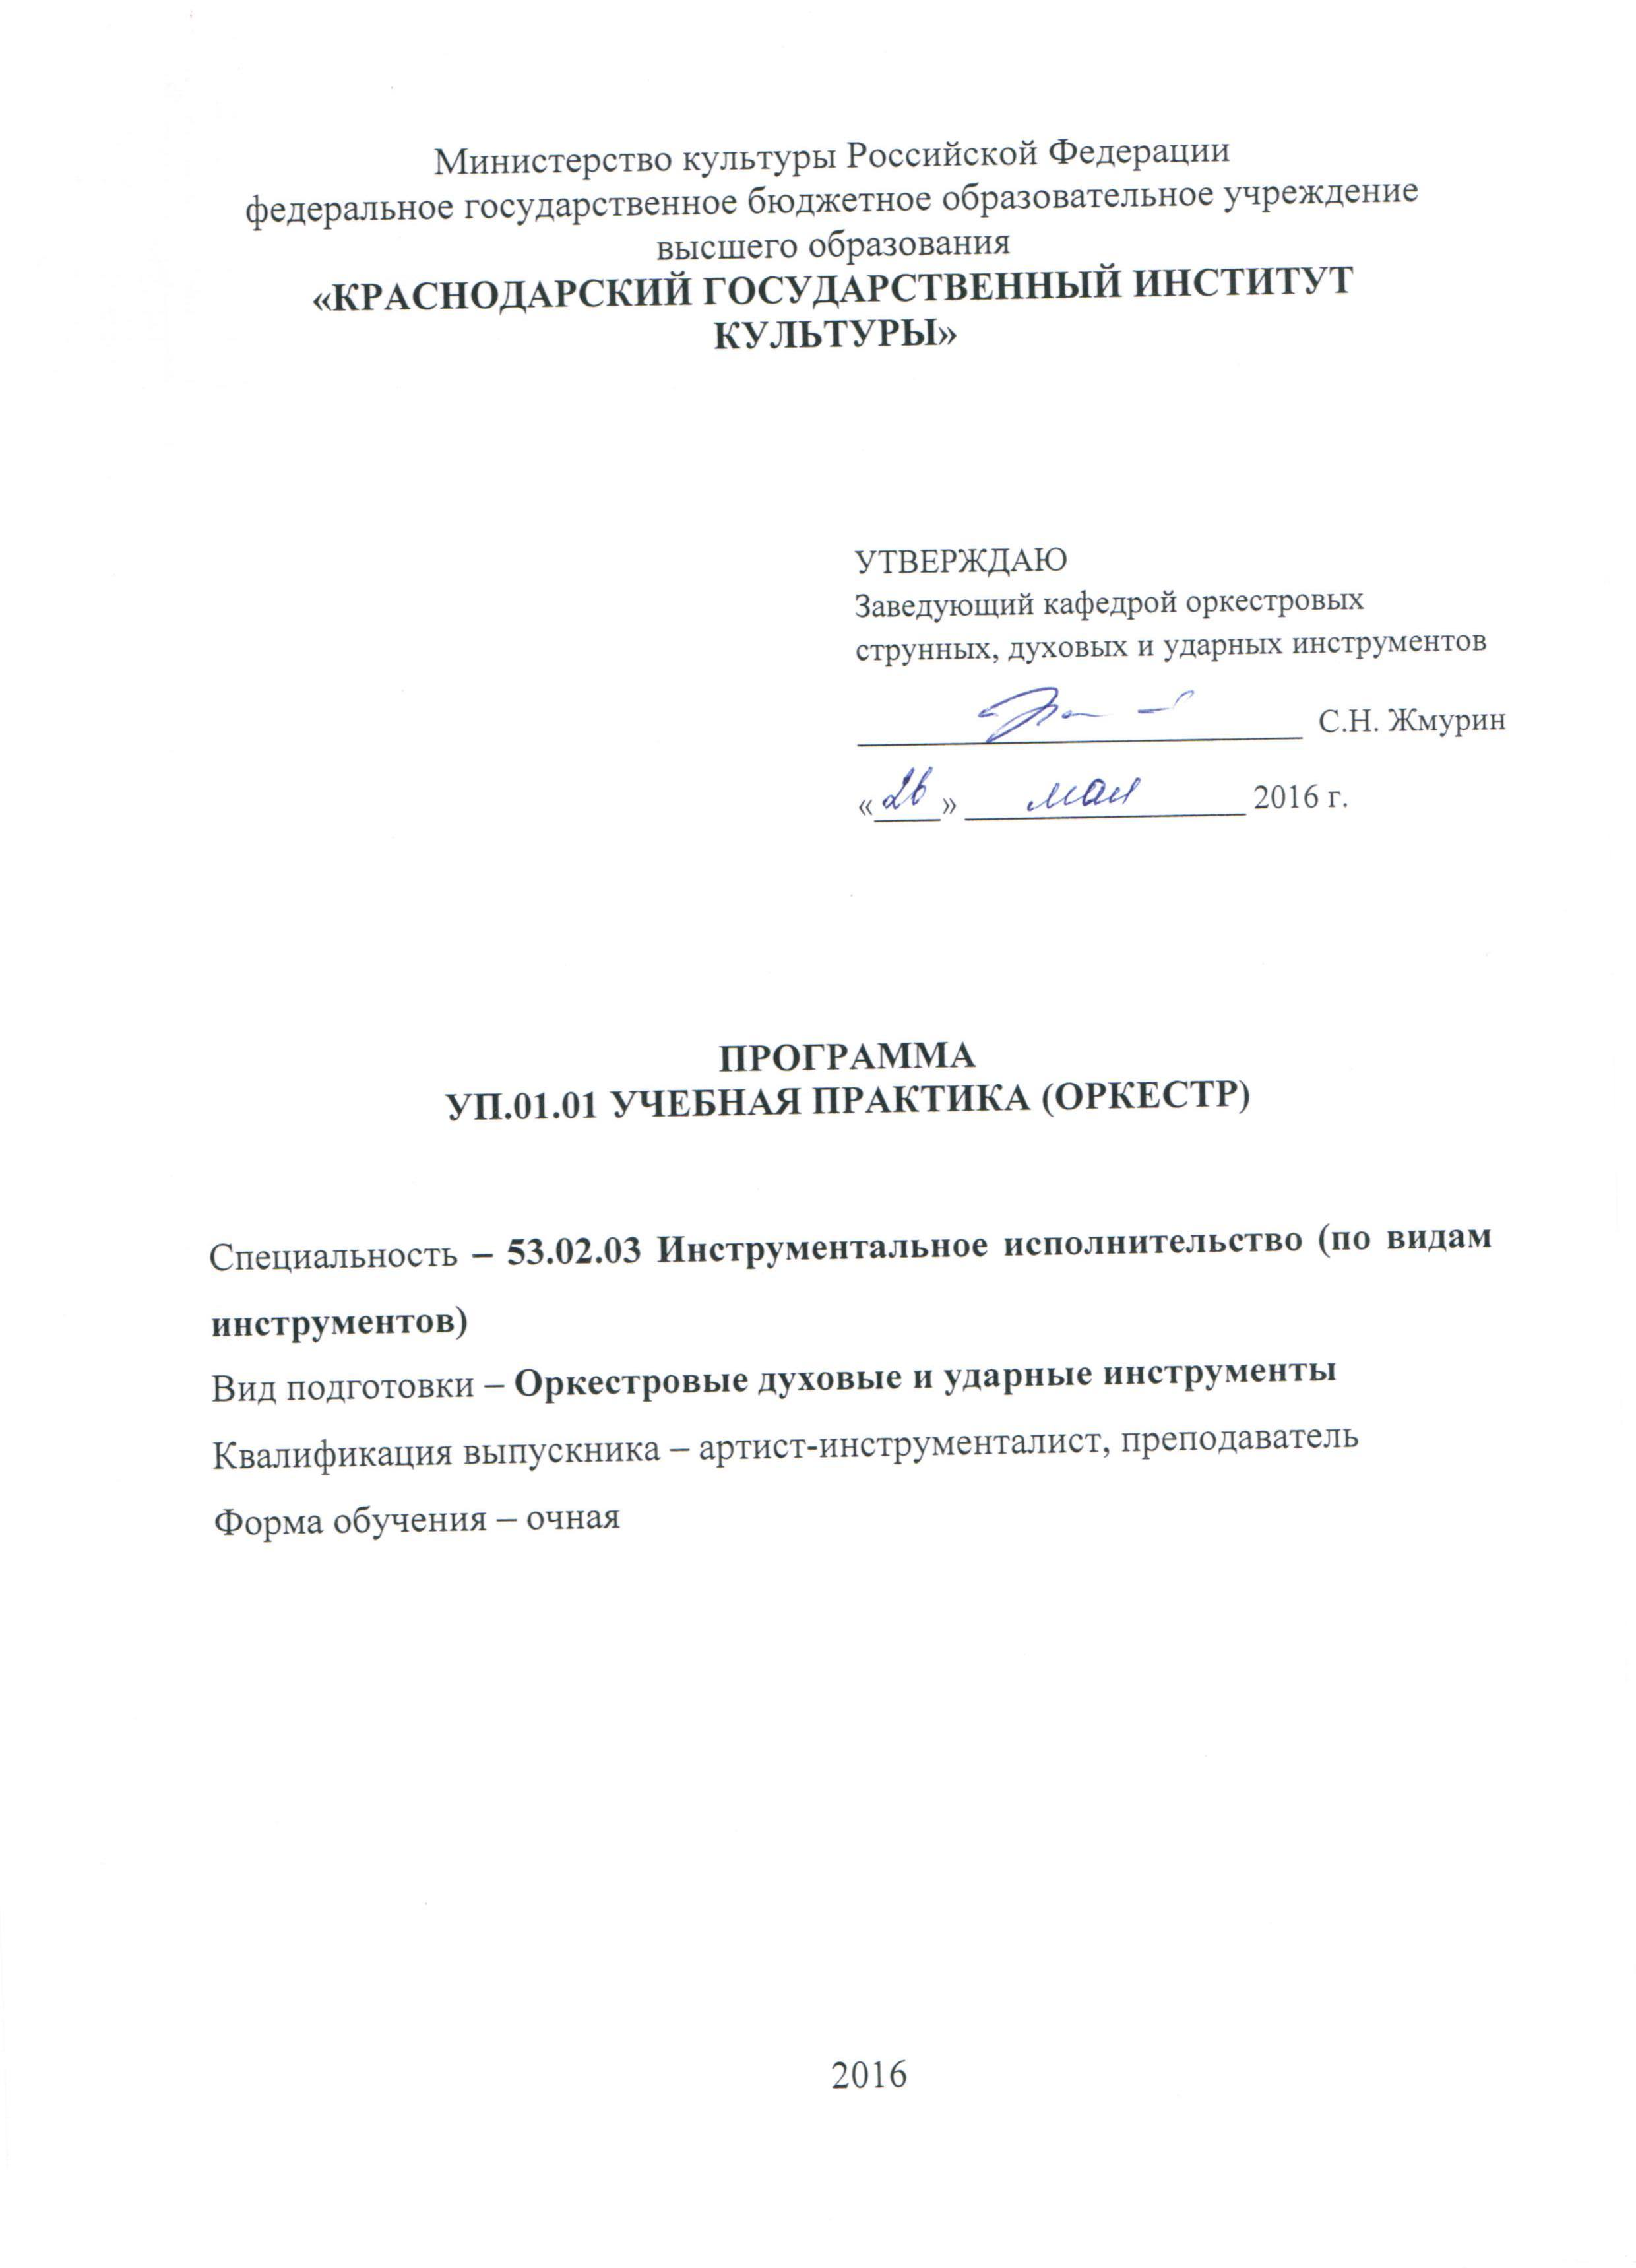 Министерство культуры Российской Федерации
федеральное государственное бюджетное образовательное учреждение
высшего образования
«КРАСНОДАРСКИЙ ГОСУДАРСТВЕННЫЙ ИНСТИТУТ
КУЛЬТУРЫ»
УТВЕРЖДАЮ
Заведующий кафедрой оркестровых
струнных, духовых и ударных инструментов
С.Н. Жмурин
«26» мая 2016 г.
ПРОГРАММА
УП.01.01 УЧЕБНАЯ ПРАКТИКА (ОРКЕСТР)
Специальность – 53.02.03 Инструментальное исполнительство (по видам
инструментов)
Вид подготовки – Оркестровые духовые и ударные инструменты
Квалификация выпускника – артист-инструменталист, преподаватель
Форма обучения – очная
2016